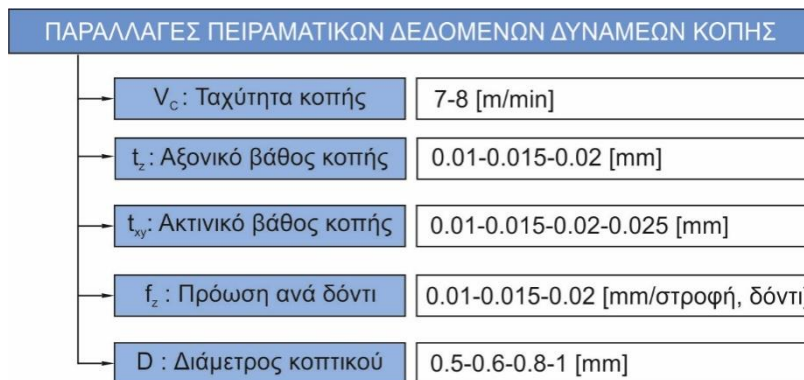 ΠΑΡΑΛΛΑΓΕΣ ΠΕΙΡΑΜΑΤΙΚΩΝ ΔΕΔΟΜΕΝΩΝ ΔΥΝΑΜΕΩΝ ΚΟΠΗΣ
Vc : Ταχύτητα κοπής 7-8 [m/min]
tz : Αξονικό βάθος κοπής 0.01-0.015-0.02 [mm]
txy: Ακτινικό βάθος κοπής 0.01-0.015-0.02-0.025 [mm]
fz : Πρόωση ανά δόντι 0.01-0.015-0.02 [mm/στροφή, δόντι]
D : Διάμετρος κοπτικού 0.5-0.6-0.8-1 [mm]